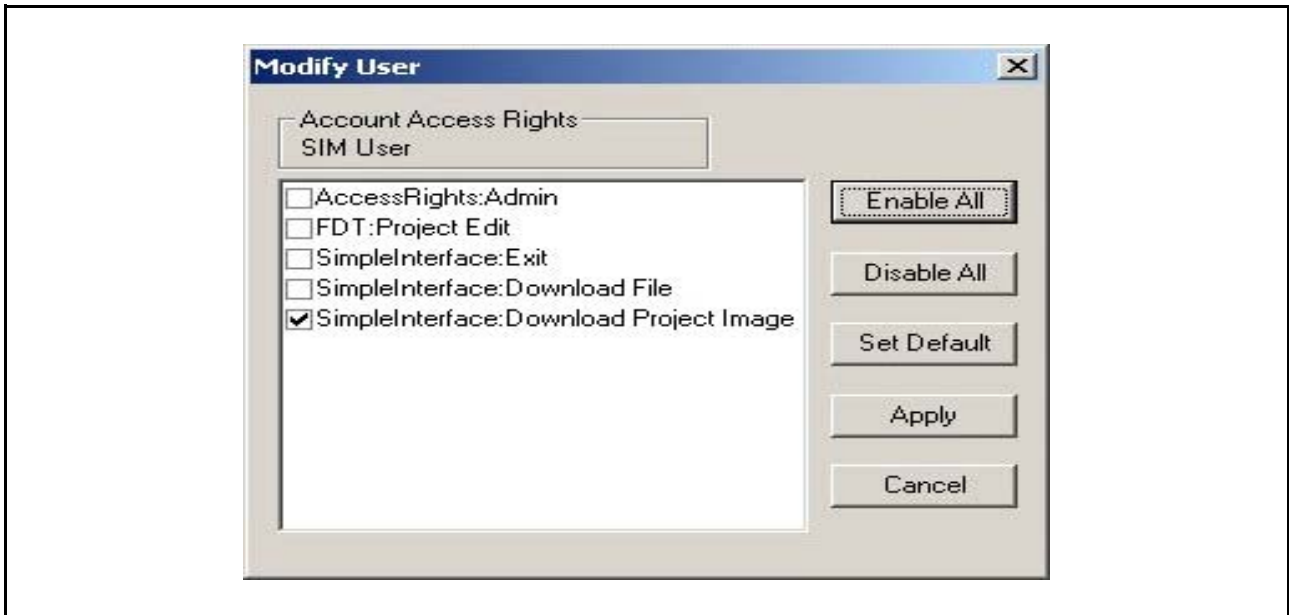 Modify User
Account Access Rights
SIM User
AccessRights:Admin
FDT:Project Edit
SimpleInterface:Exit
SimpleInterface:Download File
SimpleInterface:Download Project Image
Enable All
Disable All
Set Default
Apply
Cancel